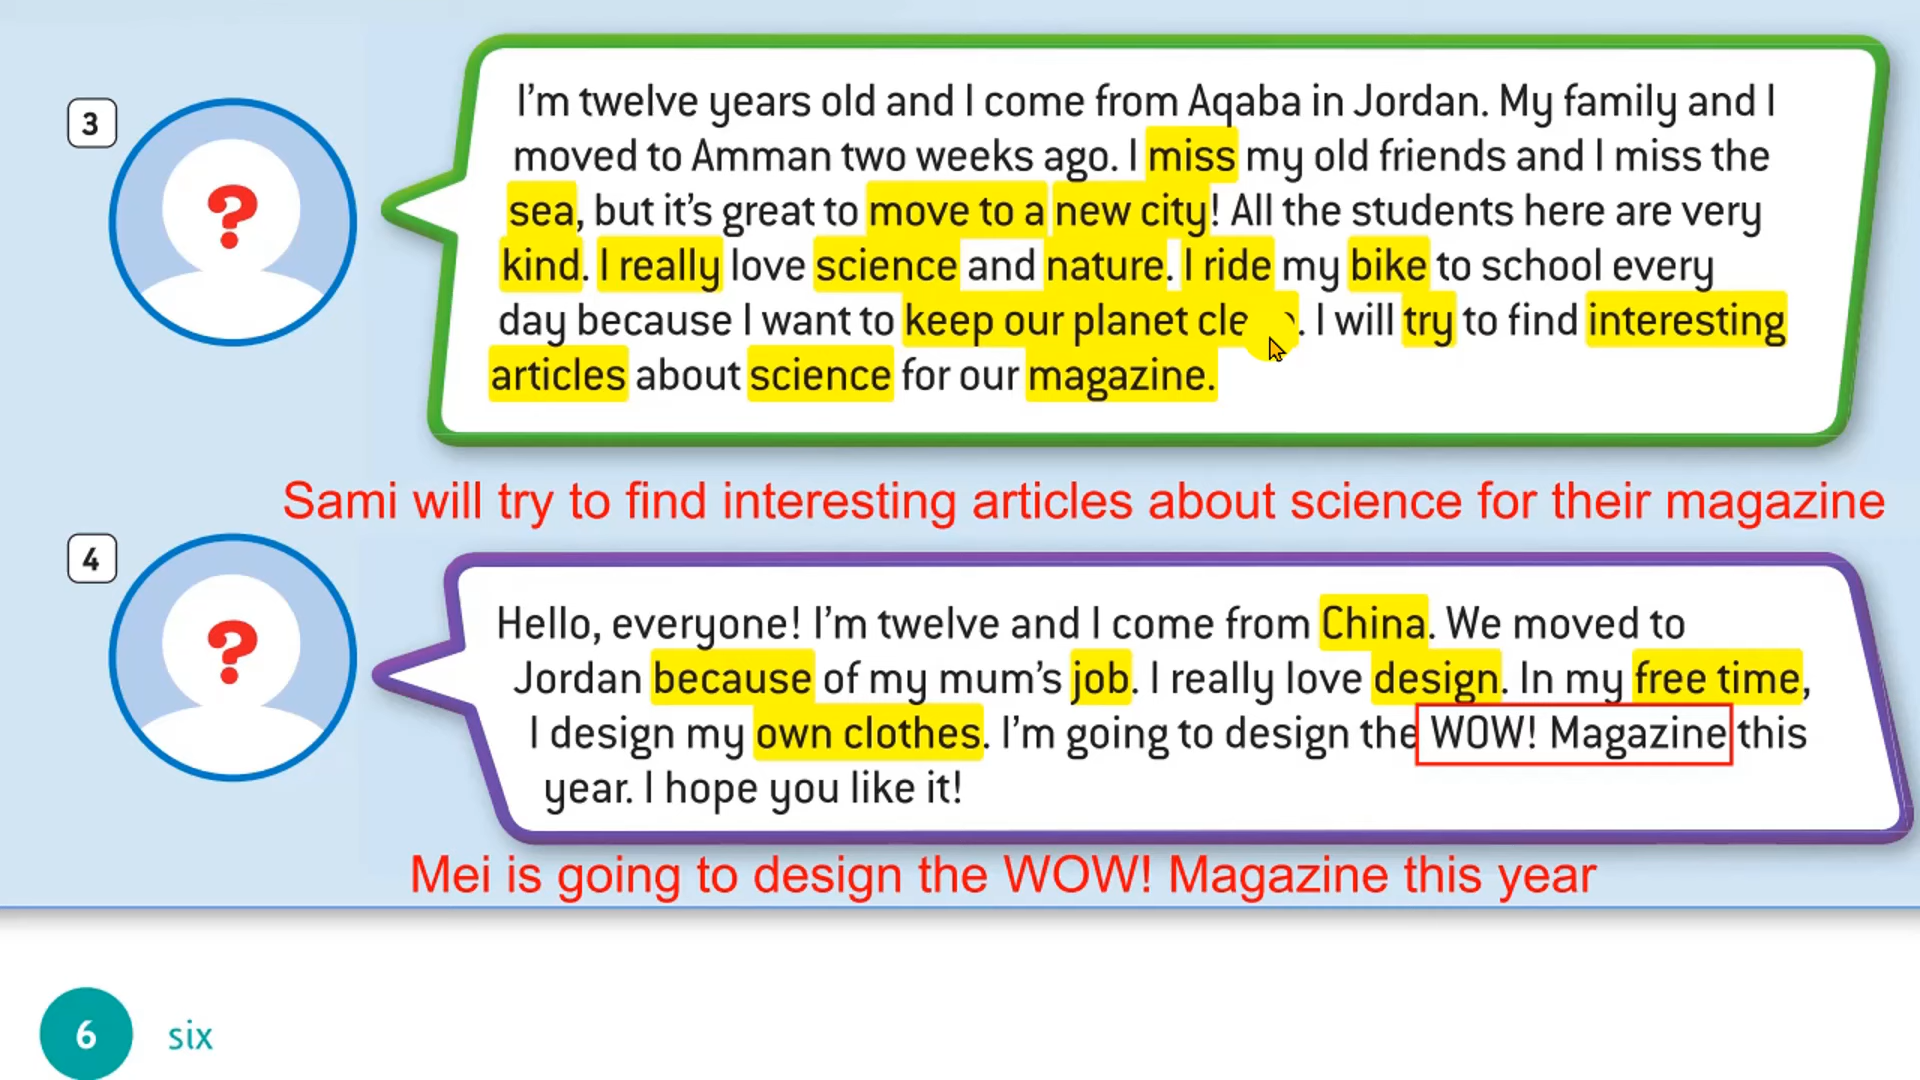 3
I'm twelve years old and I come from Aqaba in Jordan. My family and I
moved to Amman two weeks ago. I miss my old friends and I miss the
sea, but it's great to move to a new city! All the students here are very
kind. I really love science and nature. I ride my bike to school every
day because I want to keep our planet . I will try to find interesting
articles about science for our magazine.
Sami will try to find interesting articles about science for their magazine
4
Hello, everyone! I'm twelve and I come from China. We moved to
Jordan because of my mum's job. I really love design. In my free time,
I design my own clothes. I'm going to design the WOW! Magazine this
year. I hope you like it!
Mei is going to design the WOW! Magazine this year
6 six